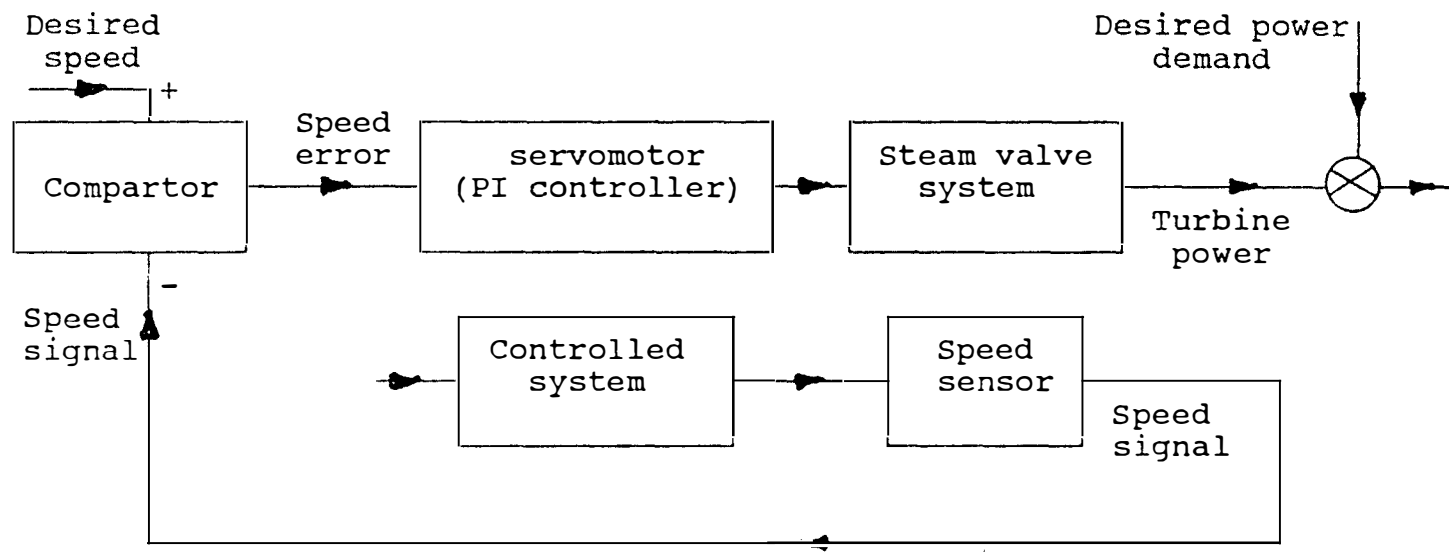 Desired
speed
+
Compartor
Speed
error
servomotor
(PI controller)
Steam valve
system
Desired power
demand
Turbine
power
-
Speed
signal
Controlled
system
Speed
sensor
Speed
signal